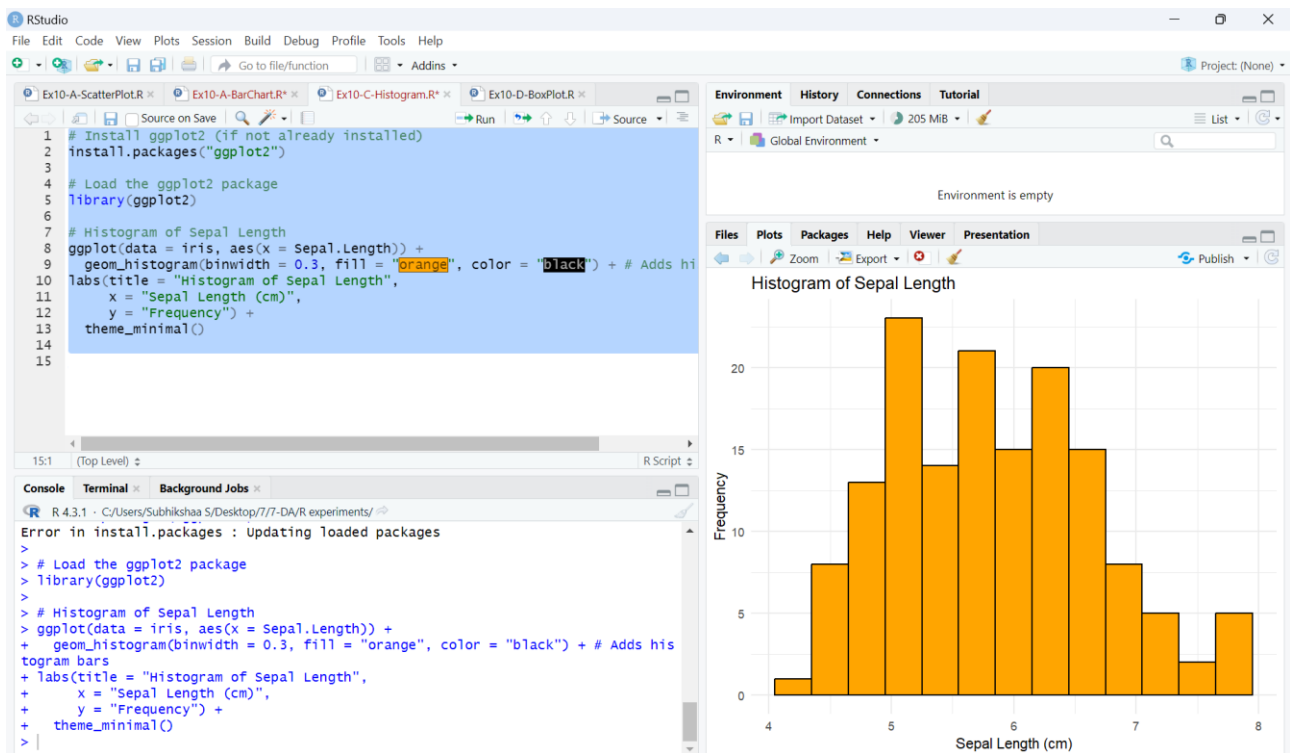 RStudio
File Edit Code View Plots Session Build Debug Profile Tools Help
Go to file/function Addins Project: (None)
Ex10-A-ScatterPlot.R Ex10-A-BarChart.R* Ex10-C-Histogram.R* Ex10-D-BoxPlot.R
Source on Save Run Source
1 # Install ggplot2 (if not already installed)
2 install.packages("ggplot2")
3
4 # Load the ggplot2 package
5 library(ggplot2)
6
7 # Histogram of Sepal Length
8 ggplot(data = iris, aes(x = Sepal.Length)) +
9 geom_histogram(binwidth = 0.3, fill = "orange", color = "black") + # Adds hi
10 labs(title = "Histogram of Sepal Length",
11 x = "Sepal Length (cm)",
12 y = "Frequency") +
13 theme_minimal()
14
15
15:1 (Top Level) R Script
Console Terminal Background Jobs
R 4.3.1 · C:/Users/Subhikshaa S/Desktop/7/7-DA/R experiments/
Error in install.packages : Updating loaded packages
>
> # Load the ggplot2 package
> library(ggplot2)
>
> # Histogram of Sepal Length
> ggplot(data = iris, aes(x = Sepal.Length)) +
+ geom_histogram(binwidth = 0.3, fill = "orange", color = "black") + # Adds his
togram bars
+ labs(title = "Histogram of Sepal Length",
+ x = "Sepal Length (cm)",
+ y = "Frequency") +
+ theme_minimal()
>
Environment History Connections Tutorial
Import Dataset 205 MiB List
R Global Environment
Environment is empty
Files Plots Packages Help Viewer Presentation
Zoom Export Publish
Histogram of Sepal Length
20
15
10
5
0
Frequency
4 5 6 7 8
Sepal Length (cm)